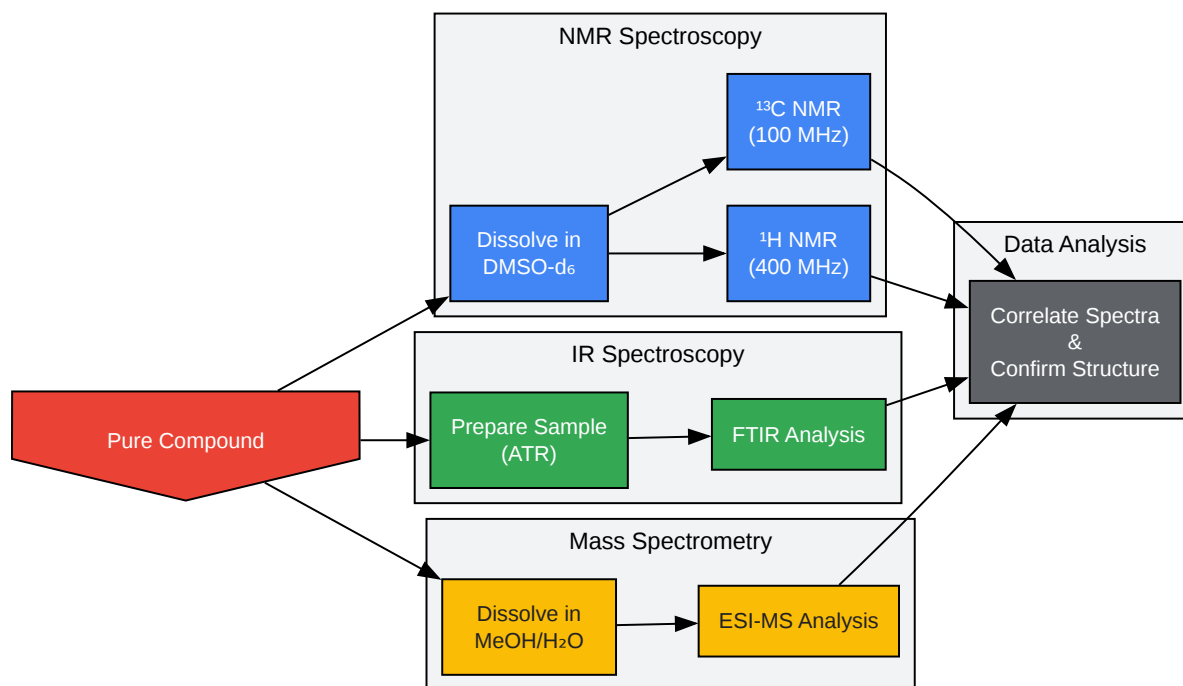 NMR Spectroscopy
¹³C NMR
(100 MHz)
Dissolve in
DMSO-d₆
¹H NMR
(400 MHz)
Data Analysis
Correlate Spectra
&
Confirm Structure
IR Spectroscopy
Pure Compound
Prepare Sample
(ATR)
FTIR Analysis
Mass Spectrometry
Dissolve in
MeOH/H₂O
ESI-MS Analysis